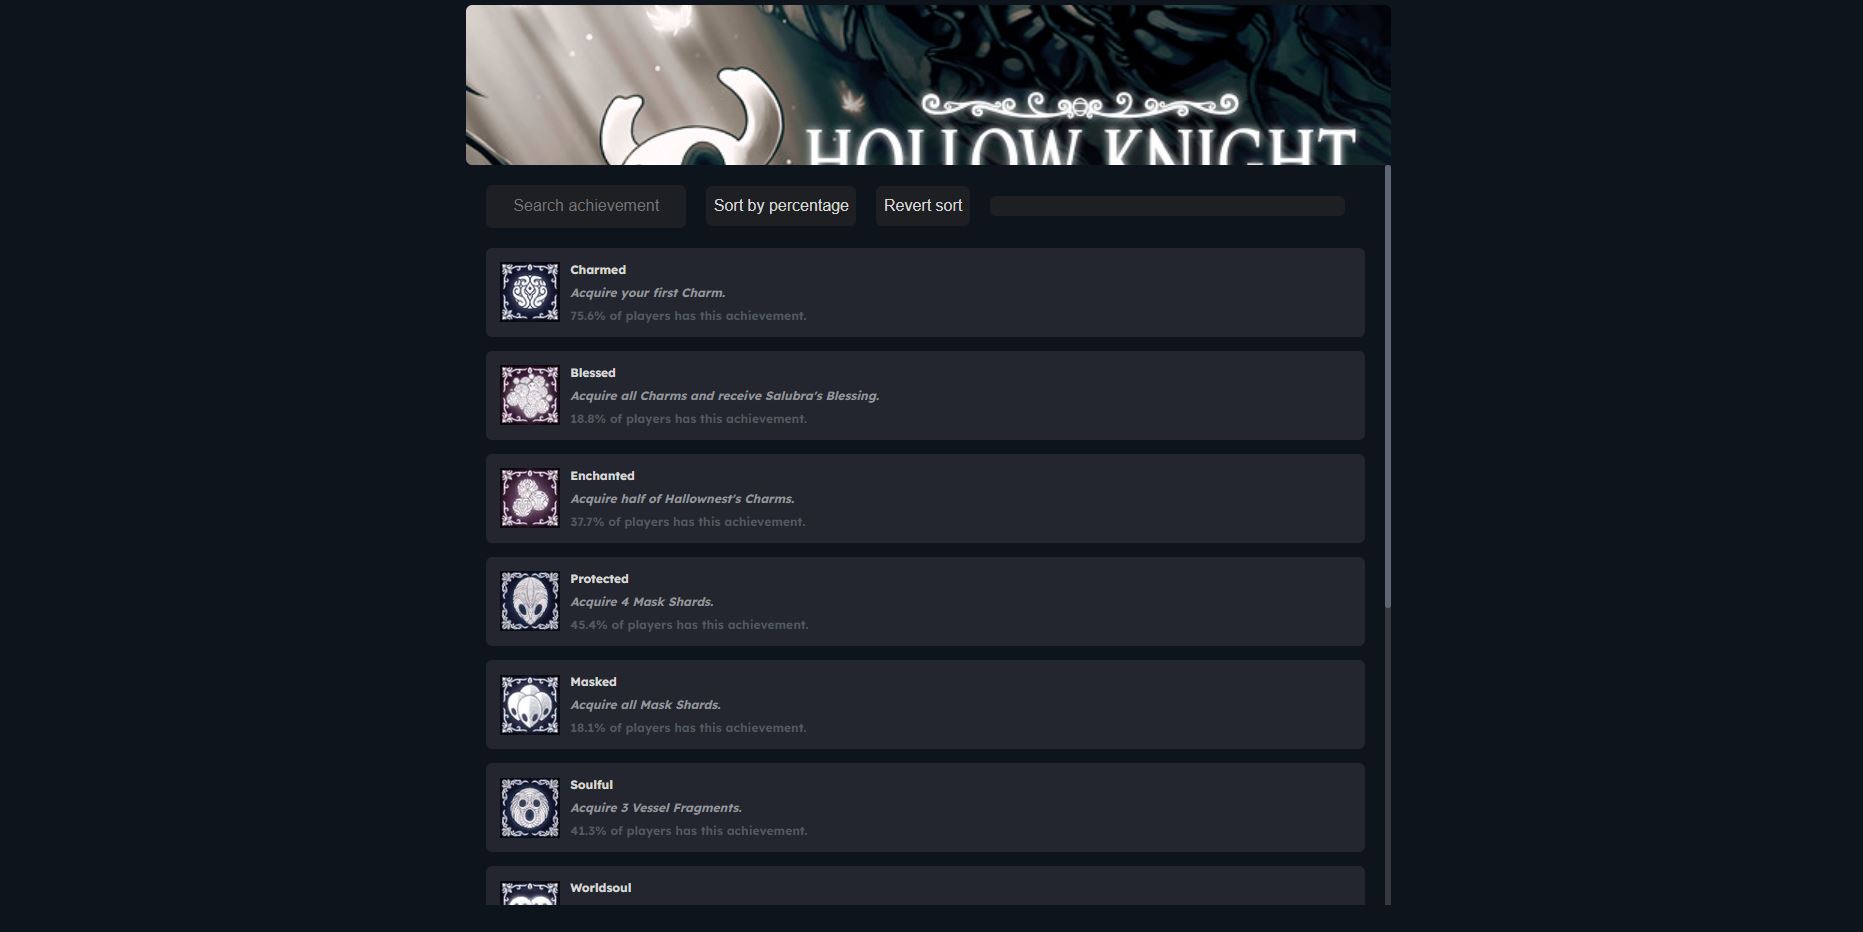 HOLLOW KNIGHT
Search achievement
Sort by percentage
Revert sort
Charmed
Acquire your first Charm.
75.6% of players has this achievement.
Blessed
Acquire all Charms and receive Salubra's Blessing.
18.8% of players has this achievement.
Enchanted
Acquire half of Hallownest's Charms.
37.7% of players has this achievement.
Protected
Acquire 4 Mask Shards.
45.4% of players has this achievement.
Masked
Acquire all Mask Shards.
18.1% of players has this achievement.
Soulful
Acquire 3 Vessel Fragments.
41.3% of players has this achievement.
Worldsoul